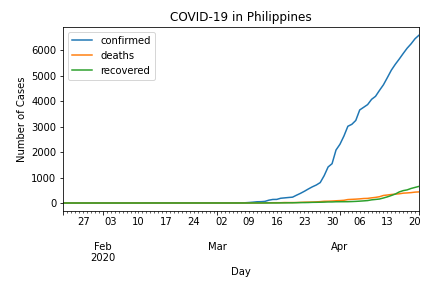 COVID-19 in Philippines
confirmed
deaths
recovered
Number of Cases
6000
5000
4000
3000
2000
1000
0
27 03 10 17 24 02 09 16 23 30 06 13 20
Feb Mar Apr
2020
Day